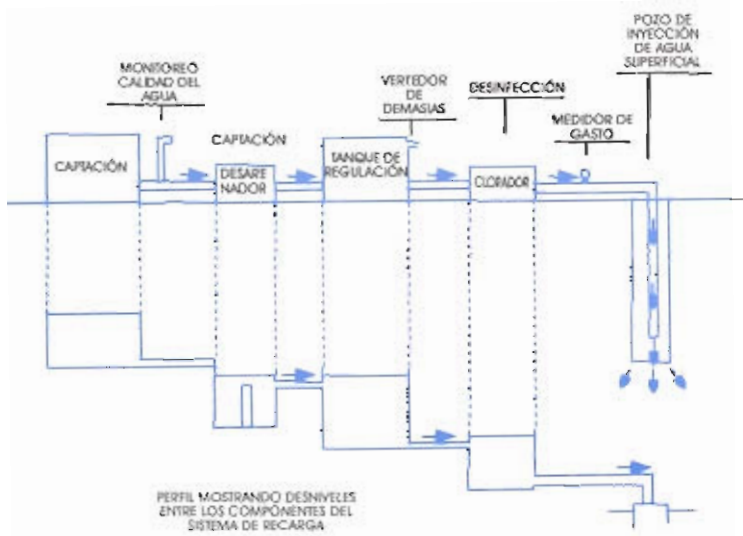 POZO DE
INYECCIÓN
DE AGUA
SUPERFICIAL
MONITOREO
CALIDAD DEL
AGUA
VERTEDOR
DE
DEMASIAS
DESINFECCIÓN
MEDIDOR DE
GASTO
CAPTACIÓN
CAPTACIÓN
DESARE
NADOR
TANQUE DE
REGULACIÓN
CLORADOR
PERFIL MOSTRANDO DESNIVELES
ENTRE LOS COMPONENTES DEL
SISTEMA DE RECARGA